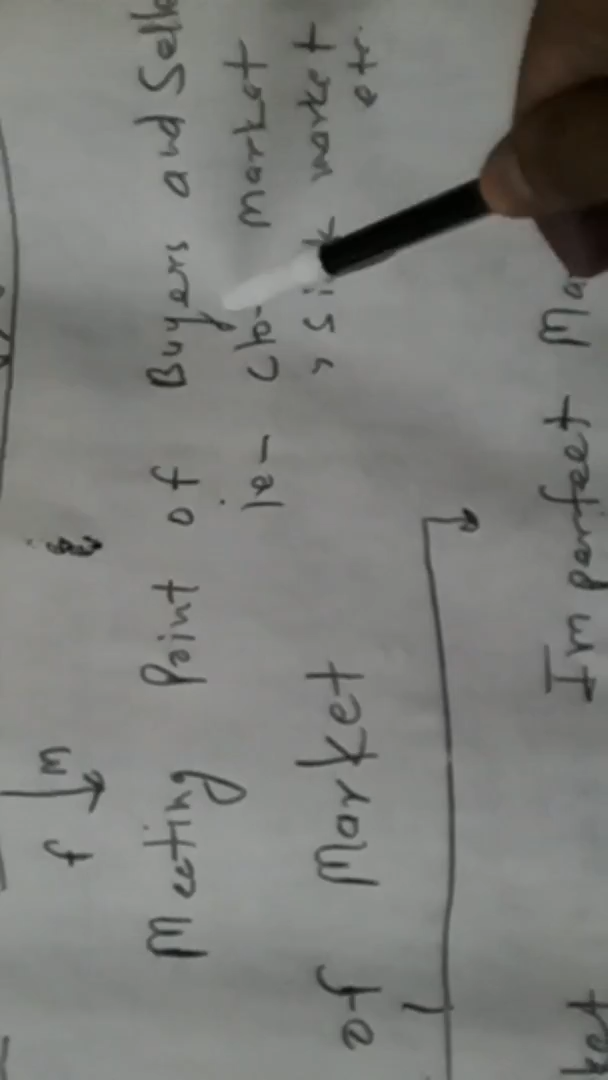 m
f
Meeting Point of Buyers and Selle
ie - market
, market
etc.
of Market
Imperfect Ma
ket